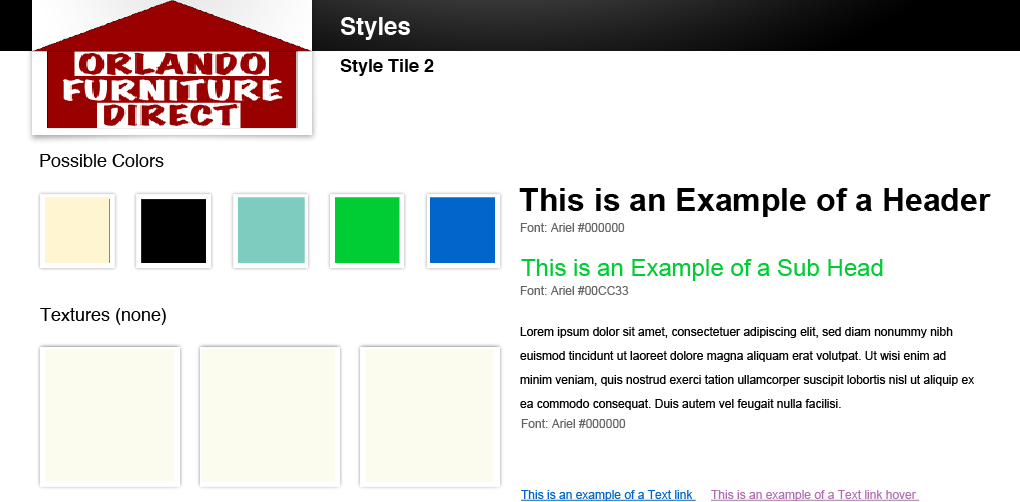 Styles
ORLANDO
FURNITURE
DIRECT
Style Tile 2
Possible Colors
This is an Example of a Header
Font: Ariel #000000
This is an Example of a Sub Head
Font: Ariel #00CC33
Textures (none)
Lorem ipsum dolor sit amet, consectetuer adipiscing elit, sed diam nonummy nibh
euismod tincidunt ut laoreet dolore magna aliquam erat volutpat. Ut wisi enim ad
minim veniam, quis nostrud exerci tation ullamcorper suscipit lobortis nisl ut aliquip ex
ea commodo consequat. Duis autem vel feugait nulla facilisi.
Font: Ariel #000000
This is an example of a Text link
This is an example of a Text link hover